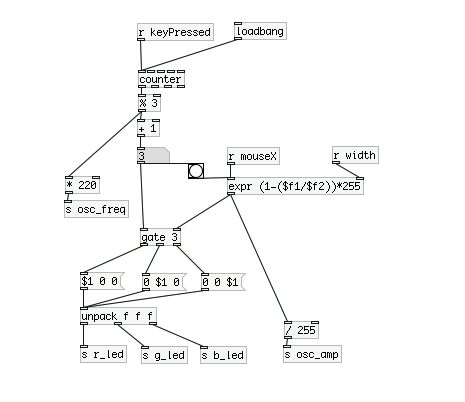 r keyPressed
loadbang
counter
% 3
+ 1
3
r mouseX
r width
* 220
expr (1-($f1/$f2))*255
s osc_freq
gate 3
$1 0 0
0 $1 0
0 0 $1
unpack f f f
/ 255
s r_led
s g_led
s b_led
s osc_amp